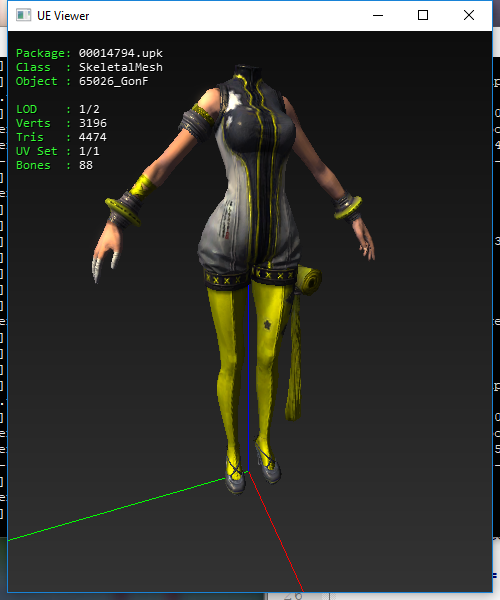 UE Viewer
Package: 00014794.upk
Class : SkeletalMesh
Object : 65026_GonF
LOD : 1/2
Verts : 3196
Tris : 4474
UV Set : 1/1
Bones : 88